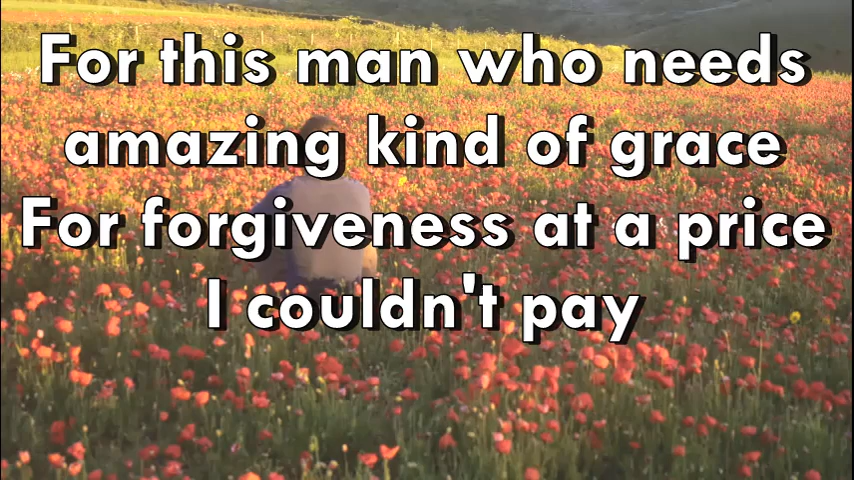 For this man who needs
amazing kind of grace
For forgiveness at a price
I couldn't pay